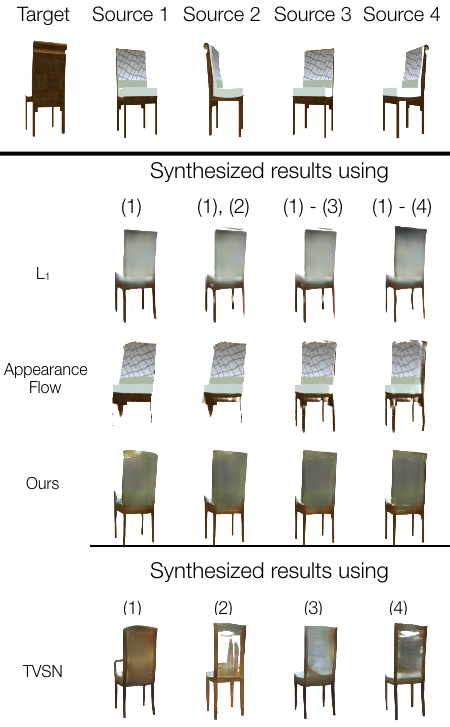 Target Source 1 Source 2 Source 3 Source 4
Synthesized results using
(1) (1), (2) (1) - (3) (1) - (4)
L₁
Appearance
Flow
Ours
Synthesized results using
(1) (2) (3) (4)
TVSN